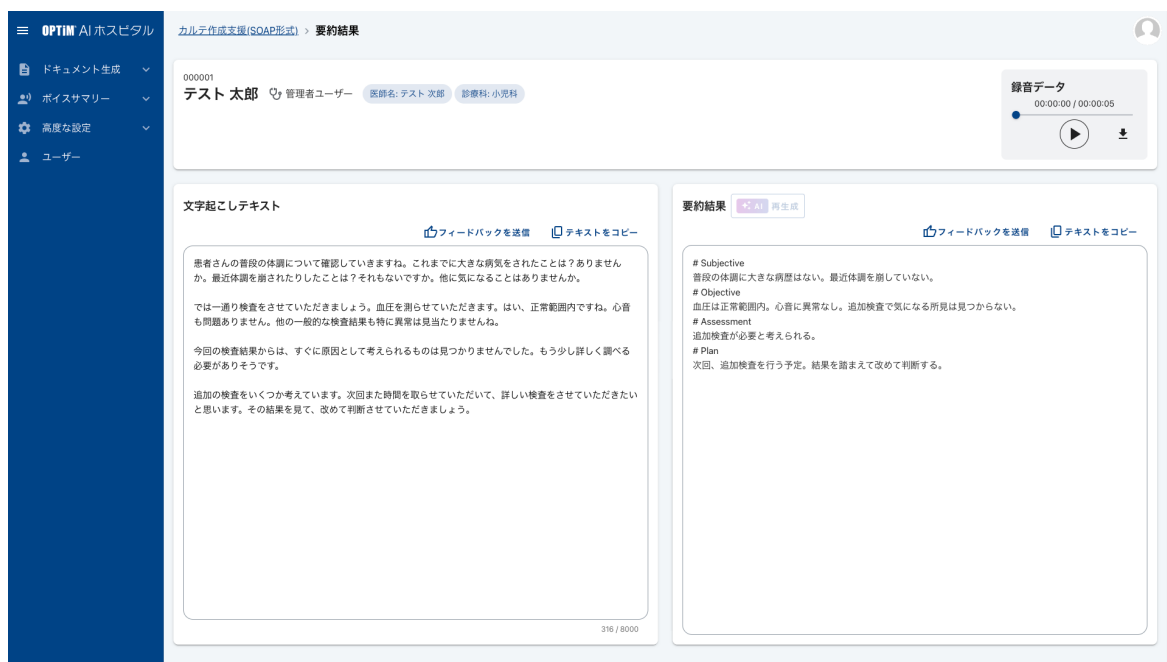 OPTiM AI ホスピタル
カルテ作成支援(SOAP形式) > 要約結果
ドキュメント生成
ボイスサマリー
高度な設定
ユーザー
000001
テスト 太郎 管理者ユーザー 医師名: テスト 次郎 診療科: 小児科
録音データ
00:00:00 / 00:00:05
文字起こしテキスト
フィードバックを送信 テキストをコピー
患者さんの普段の体調について確認していきますね。これまでに大きな病気をされたことは？ありません
か。最近体調を崩されたりしたことは？それもないですか。他に気になることはありませんか。
では一通り検査をさせていただきましょう。血圧を測らせていただきます。はい、正常範囲内ですね。心音
も問題ありません。他の一般的な検査結果も特に異常は見当たりませんね。
今回の検査結果からは、すぐに原因として考えられるものは見つかりませんでした。もう少し詳しく調べる
必要がありそうです。
追加の検査をいくつか考えています。次回また時間を取らせていただいて、詳しい検査をさせていただきたい
と思います。その結果を見て、改めて判断させていただきましょう。
316 / 8000
要約結果 AI 再生成
フィードバックを送信 テキストをコピー
# Subjective
普段の体調に大きな病歴はない。最近体調を崩していない。
# Objective
血圧は正常範囲内。心音に異常なし。追加検査で気になる所見は見つからない。
# Assessment
追加検査が必要と考えられる。
# Plan
次回、追加検査を行う予定。結果を踏まえて改めて判断する。